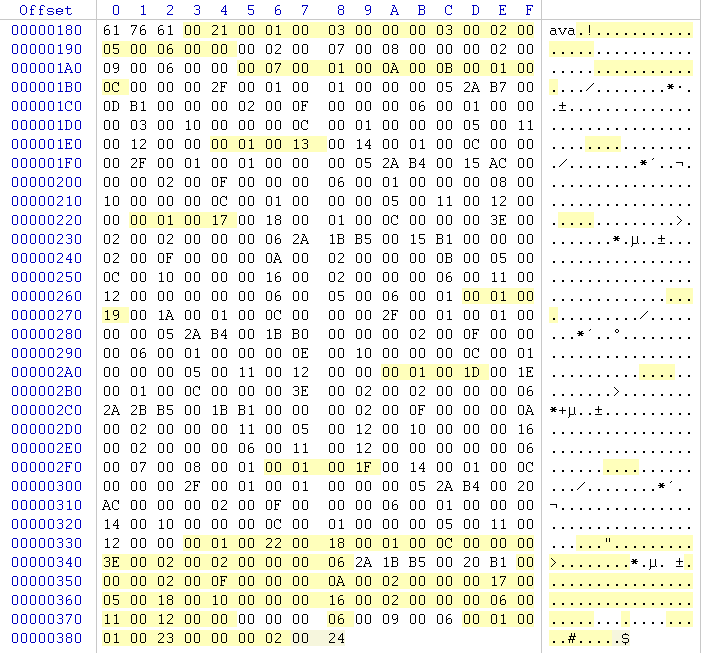 Offset 0 1 2 3 4 5 6 7 8 9 A B C D E F
00000180 61 76 61 00 21 00 01 00 03 00 00 00 03 00 02 00 ava.!...........
00000190 05 00 06 00 00 00 02 00 07 00 08 00 00 00 02 00 ................
000001A0 09 00 06 00 00 07 00 01 00 0A 00 0B 00 01 00 ................
000001B0 0C 00 00 00 2F 00 01 00 01 00 00 00 05 2A B7 00 ..../........*·.
000001C0 0D B1 00 00 00 02 00 0F 00 00 00 06 00 01 00 00 .±..............
000001D0 00 03 00 10 00 00 00 0C 00 01 00 00 00 05 00 11 ................
000001E0 00 12 00 00 00 01 00 13 00 14 00 01 00 0C 00 00 ................
000001F0 00 2F 00 01 00 01 00 00 00 05 2A B4 00 15 AC 00 ./........*´..¬.
00000200 00 00 02 00 0F 00 00 00 06 00 01 00 00 00 08 00 ................
00000210 10 00 00 00 0C 00 01 00 00 00 05 00 11 00 12 00 ................
00000220 00 00 01 00 17 00 18 00 01 00 0C 00 00 00 3E 00 ..............>.
00000230 02 00 02 00 00 00 06 2A 1B B5 00 15 B1 00 00 00 .......*.µ..±...
00000240 02 00 0F 00 00 00 0A 00 02 00 00 00 0B 00 05 00 ................
00000250 0C 00 10 00 00 00 16 00 02 00 00 00 06 00 11 00 ................
00000260 12 00 00 00 00 00 06 00 05 00 06 00 01 00 01 00 ................
00000270 19 00 1A 00 01 00 0C 00 00 00 2F 00 01 00 01 00 ........../.....
00000280 00 00 05 2A B4 00 1B B0 00 00 00 02 00 0F 00 00 ...*´..°........
00000290 00 06 00 01 00 00 00 0E 00 10 00 00 00 0C 00 01 ................
000002A0 00 00 00 05 00 11 00 12 00 00 00 01 00 1D 00 1E ................
000002B0 00 01 00 0C 00 00 00 3E 00 02 00 02 00 00 00 06 .......>........
000002C0 2A 2B B5 00 1B B1 00 00 00 02 00 0F 00 00 00 0A *+µ..±..........
000002D0 00 02 00 00 00 11 00 05 00 12 00 10 00 00 00 16 ................
000002E0 00 02 00 00 00 06 00 11 00 12 00 00 00 00 00 06 ................
000002F0 00 07 00 08 00 01 00 01 00 1F 00 14 00 01 00 0C ................
00000300 00 00 00 2F 00 01 00 01 00 00 00 05 2A B4 00 20 .../........*´.
00000310 AC 00 00 00 02 00 0F 00 00 00 06 00 01 00 00 00 ¬...............
00000320 14 00 10 00 00 00 0C 00 01 00 00 00 05 00 11 00 ................
00000330 12 00 00 00 01 00 22 00 18 00 01 00 0C 00 00 00 ......".........
00000340 3E 00 02 00 02 00 00 00 06 2A 1B B5 00 20 B1 00 >........*.µ. ±.
00000350 00 00 02 00 0F 00 00 00 0A 00 02 00 00 00 17 00 ................
00000360 05 00 18 00 10 00 00 00 16 00 02 00 00 00 06 00 ................
00000370 11 00 12 00 00 00 00 00 06 00 09 00 06 00 01 00 ................
00000380 01 00 23 00 00 00 02 00 24 ..#.....$